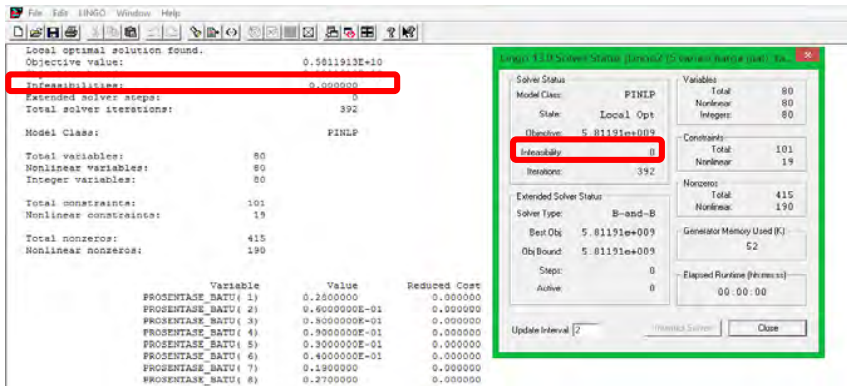 File Edit LINGO Window Help
Local optimal solution found.
Objective value: 0.5811913E+10
Infeasibilities: 0.000000
Extended solver steps: 0
Total solver iterations: 392
Model Class: PINLP
Total variables: 80
Nonlinear variables: 80
Integer variables: 80
Total constraints: 101
Nonlinear constraints: 19
Total nonzeros: 415
Nonlinear nonzeros: 190
Variable Value Reduced Cost
PROSENTASE_BATU( 1) 0.2800000 0.000000
PROSENTASE_BATU( 2) 0.6000000E-01 0.000000
PROSENTASE_BATU( 3) 0.5000000E-01 0.000000
PROSENTASE_BATU( 4) 0.9000000E-01 0.000000
PROSENTASE_BATU( 5) 0.3000000E-01 0.000000
PROSENTASE_BATU( 6) 0.4000000E-01 0.000000
PROSENTASE_BATU( 7) 0.1900000 0.000000
PROSENTASE_BATU( 8) 0.2700000 0.000000
Lingo 13.0 Solver Status
Solver Status
Model Class: PINLP
State: Local Opt
Objective: 5.81191e+009
Infeasibility: 0
Iterations: 392
Extended Solver Status
Solver Type: B-and-B
Best Obj: 5.81191e+009
Obj Bound: 5.81191e+009
Steps: 0
Active: 0
Update Interval: 2
Variables
Total: 80
Nonlinear: 80
Integers: 80
Constraints
Total: 101
Nonlinear: 19
Nonzeros
Total: 415
Nonlinear: 190
Generator Memory Used (K)
52
Elapsed Runtime (hh:mm:ss)
00:00:00
Interrupt Solver
Close